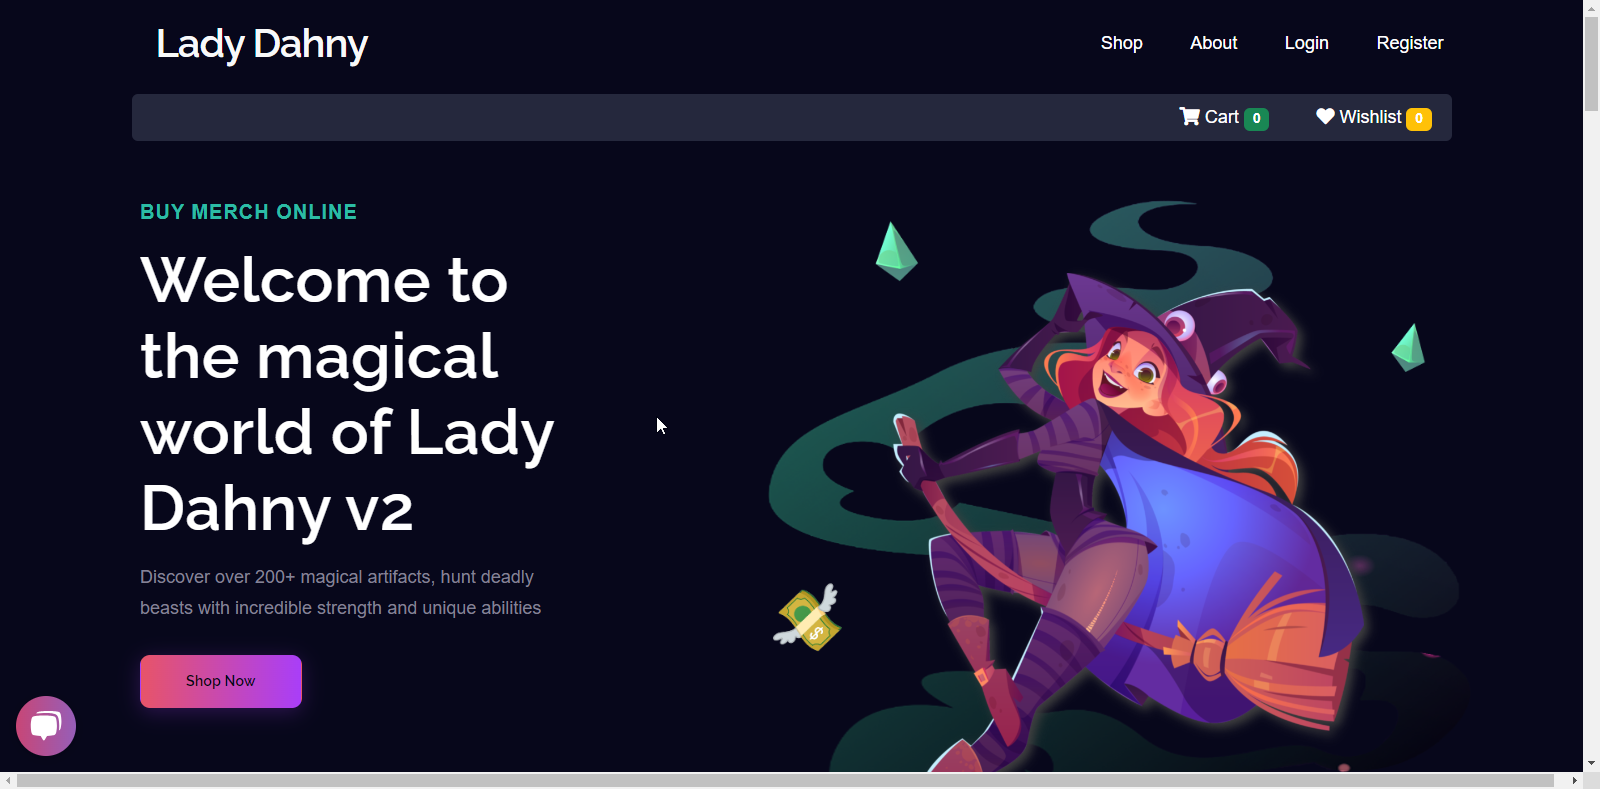 Lady Dahny
Shop About Login Register
Cart 0 Wishlist 0
BUY MERCH ONLINE
Welcome to
the magical
world of Lady
Dahny v2
Discover over 200+ magical artifacts, hunt deadly
beasts with incredible strength and unique abilities
Shop Now